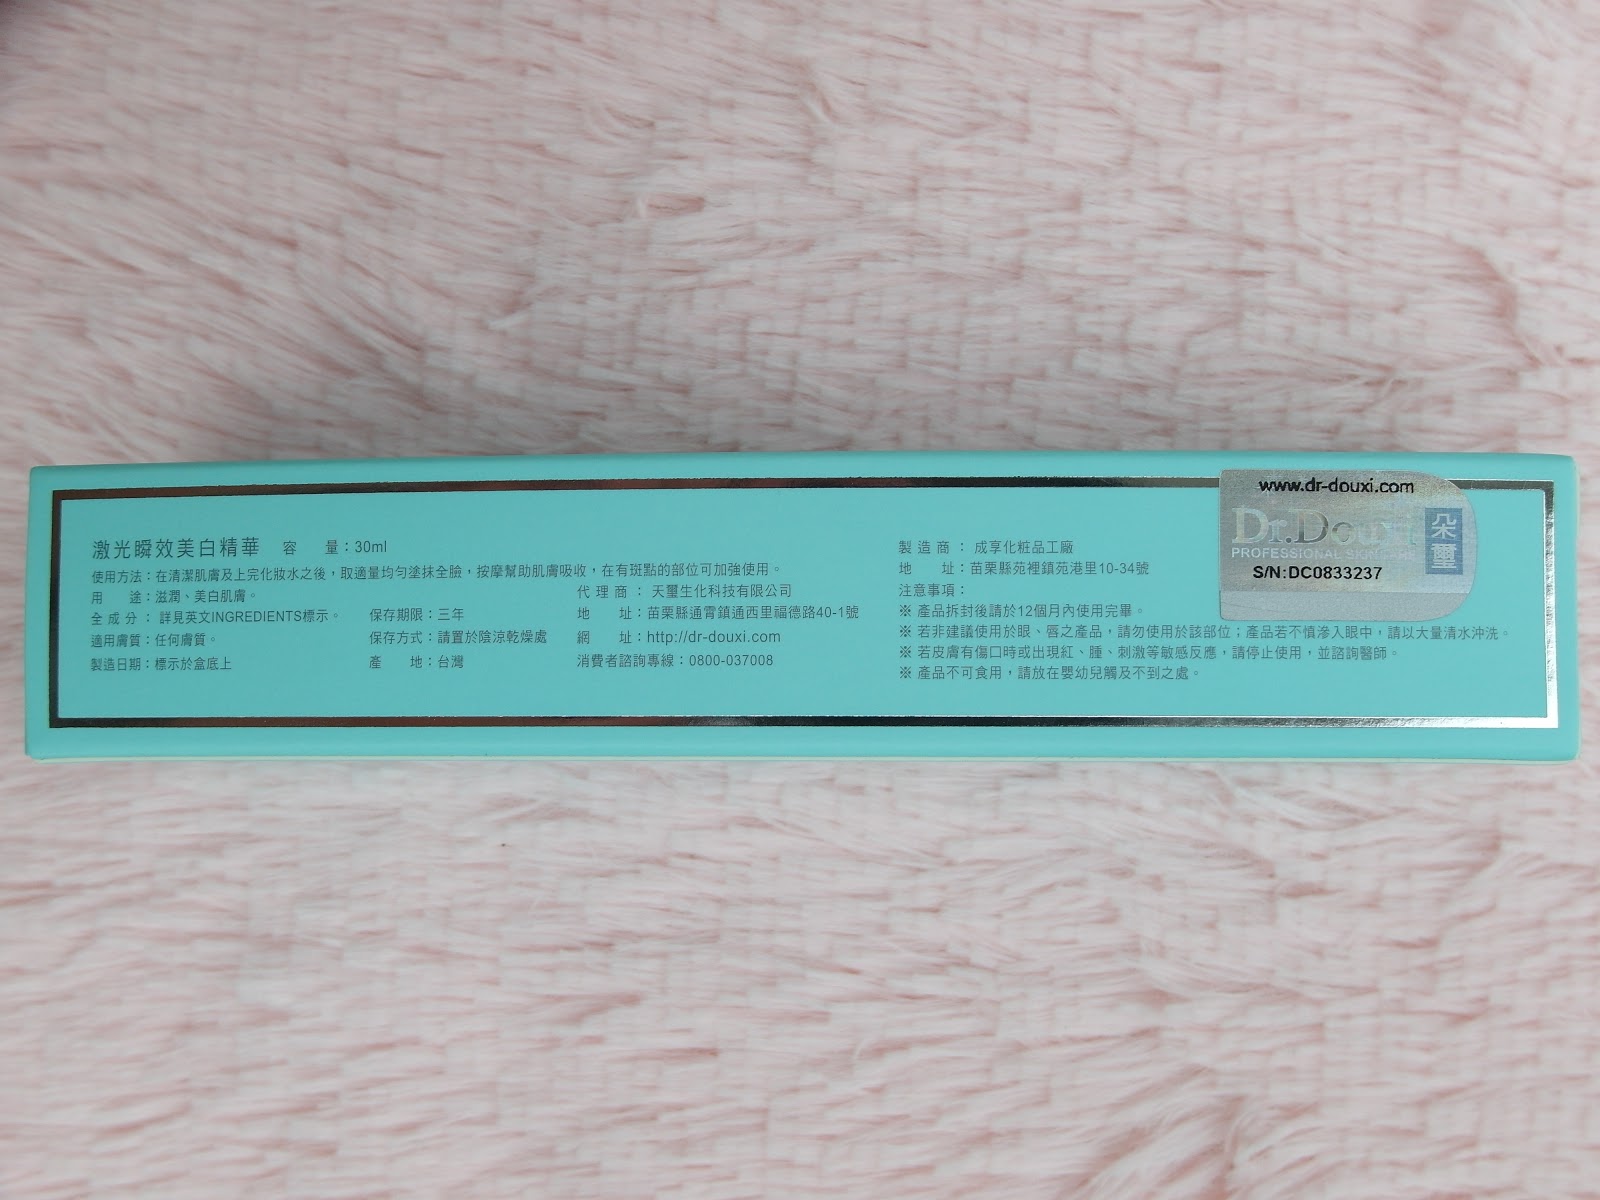 激光瞬效美白精華 容 量：30ml
使用方法：在清潔肌膚及上完化妝水之後，取適量均勻塗抹全臉，按摩幫助肌膚吸收，在有斑點的部位可加強使用。
用 途：滋潤、美白肌膚。
全成分：詳見英文INGREDIENTS標示。
適用膚質：任何膚質。
製造日期：標示於盒底上
保存期限：三年
保存方式：請置於陰涼乾燥處
產 地：台灣
代理商：天璽生化科技有限公司
地 址：苗栗縣通霄鎮通西里福德路40-1號
網 址：http://dr-douxi.com
消費者諮詢專線：0800-037008
製造商：成享化粧品工廠
地 址：苗栗縣苑裡鎮苑港里10-34號
注意事項：
※ 產品拆封後請於12個月內使用完畢。
※ 若非建議使用於眼、唇之產品，請勿使用於該部位；產品若不慎滲入眼中，請以大量清水沖洗。
※ 若皮膚有傷口時或出現紅、腫、刺激等敏感反應，請停止使用，並諮詢醫師。
※ 產品不可食用，請放在嬰幼兒觸及不到之處。
www.dr-douxi.com
Dr.Douxi 朵璽
PROFESSIONAL SKINCARE
S/N:DC0833237